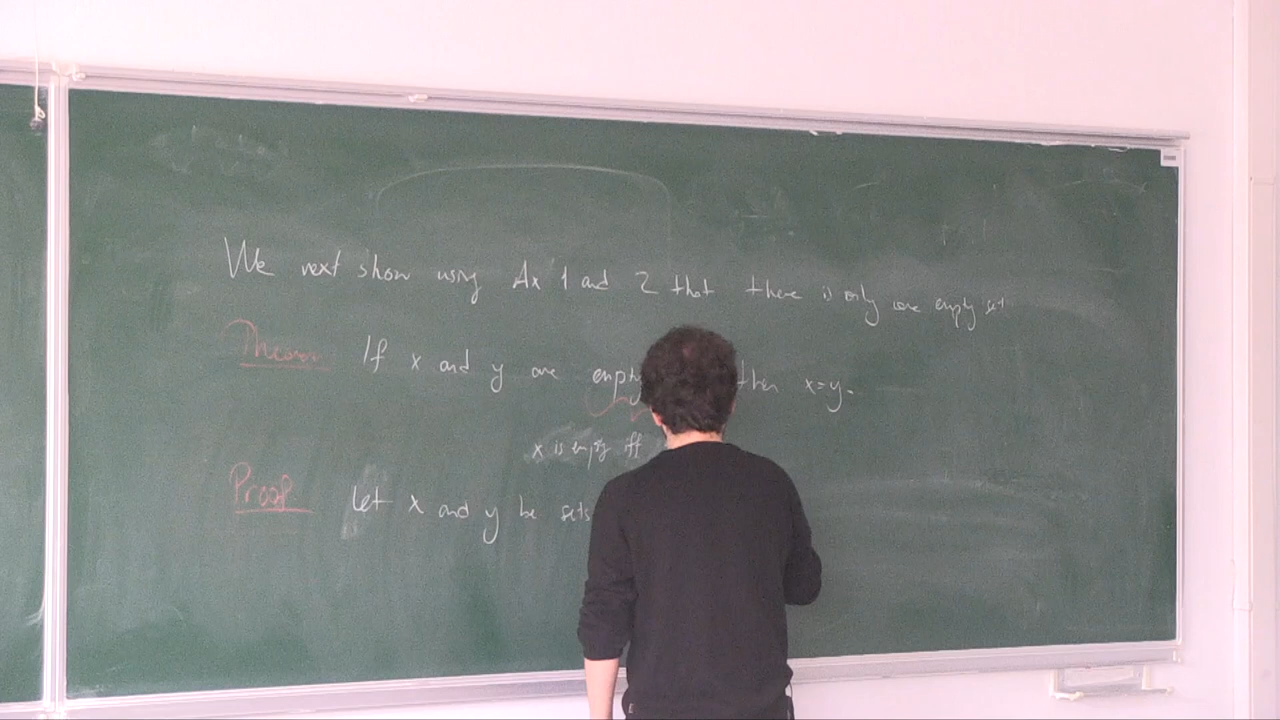 We next show using Ax 1 and 2 that there is only one empty set
Theorem If x and y are empty then x=y.
x is empty iff
Proof Let x and y be sets